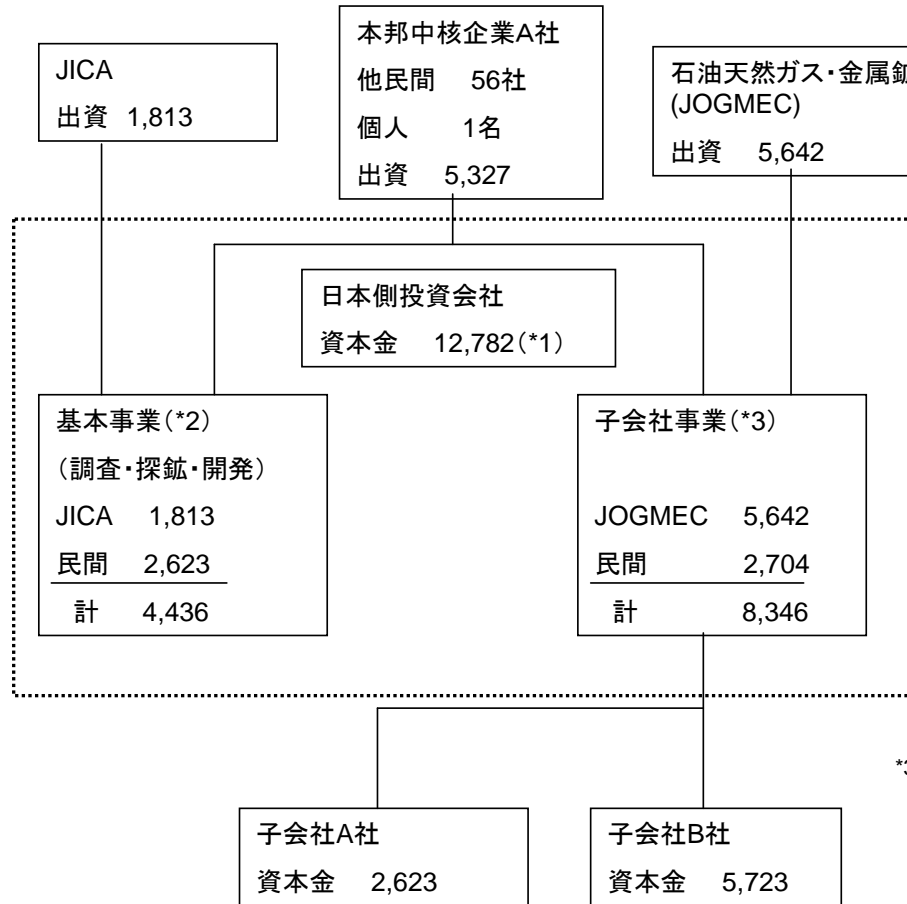 JICA
出資 1,813
本邦中核企業A社
他民間 56社
個人 1名
出資 5,327
石油天然ガス・金属鉱
(JOGMEC)
出資 5,642
日本側投資会社
資本金 12,782(*1)
基本事業(*2)
(調査・探鉱・開発)
JICA 1,813
民間 2,623
計 4,436
子会社事業(*3)
JOGMEC 5,642
民間 2,704
計 8,346
*3
子会社A社
資本金 2,623
子会社B社
資本金 5,723